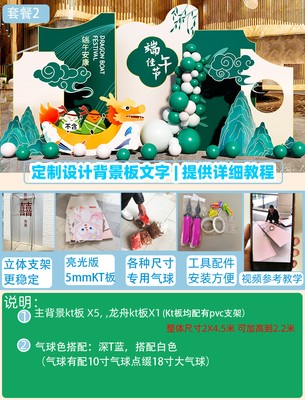 套餐2
端午佳节
DRAGON BOAT FESTIVAL
端午安康
不含
定制设计背景板文字 | 提供详细教程
立体支架
更稳定
亮光版
5mmKT板
各种尺寸
专用气球
工具配件
安装方便
视频参考教学
说明：
① 主背景kt板 X5, ,龙舟kt板X1 (Kt板均配有pvc支架)
整体尺寸2X4.5米 可加高到2.2米
② 气球色搭配：深T蓝，搭配白色
（气球有配10寸气球点缀18寸大气球）